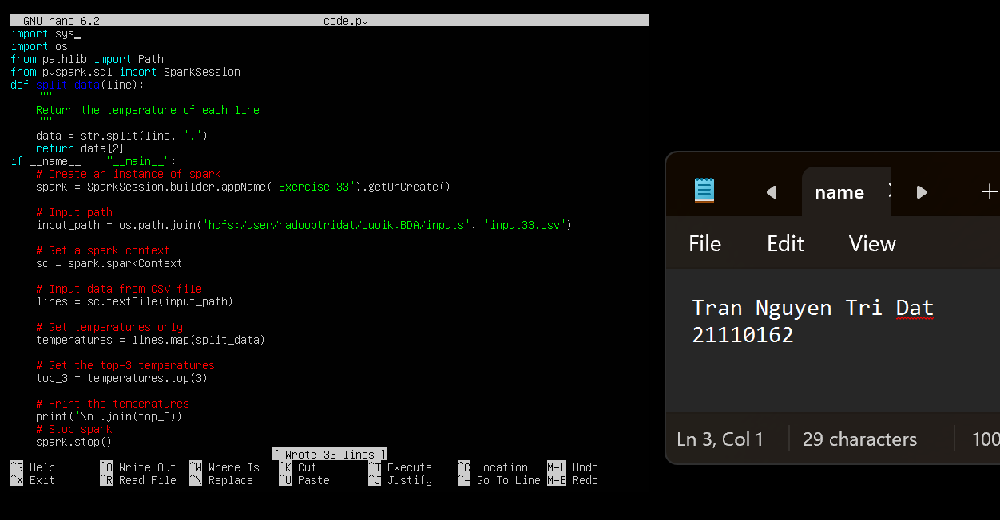 GNU nano 6.2 code.py
import sys_
import os
from pathlib import Path
from pyspark.sql import SparkSession
def split_data(line):
    """
    Return the temperature of each line
    """
    data = str.split(line, ',')
    return data[2]
if __name__ == "__main__":
    # Create an instance of spark
    spark = SparkSession.builder.appName('Exercise-33').getOrCreate()

    # Input path
    input_path = os.path.join('hdfs:/user/hadooptridat/cuoikyBDA/inputs', 'input33.csv')

    # Get a spark context
    sc = spark.sparkContext

    # Input data from CSV file
    lines = sc.textFile(input_path)

    # Get temperatures only
    temperatures = lines.map(split_data)

    # Get the top-3 temperatures
    top_3 = temperatures.top(3)

    # Print the temperatures
    print('\n'.join(top_3))
    # Stop spark
    spark.stop()
[ Wrote 33 lines ]
^G Help ^O Write Out ^W Where Is ^K Cut ^T Execute ^C Location M-U Undo
^X Exit ^R Read File ^\ Replace ^U Paste ^J Justify ^- Go To Line M-E Redo
name
File Edit View
Tran Nguyen Tri Dat
21110162
Ln 3, Col 1 29 characters 100